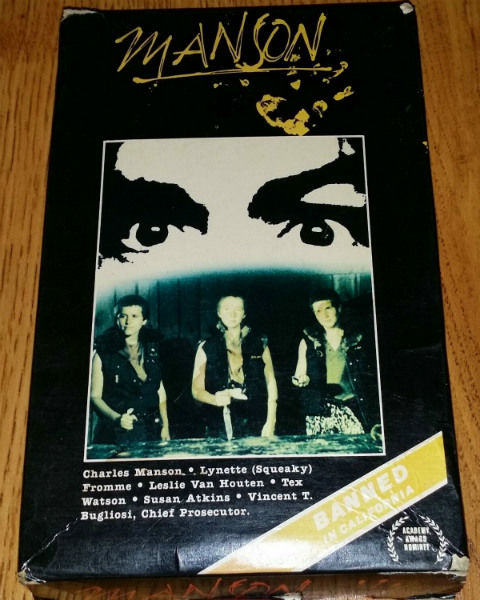 MANSON
Charles Manson • Lynette (Squeaky)
Fromme • Leslie Van Houten • Tex
Watson • Susan Atkins • Vincent T.
Bugliosi, Chief Prosecutor.
BANNED
IN CALIFORNIA
ACADEMY
AWARD
NOMINEE
MANSON